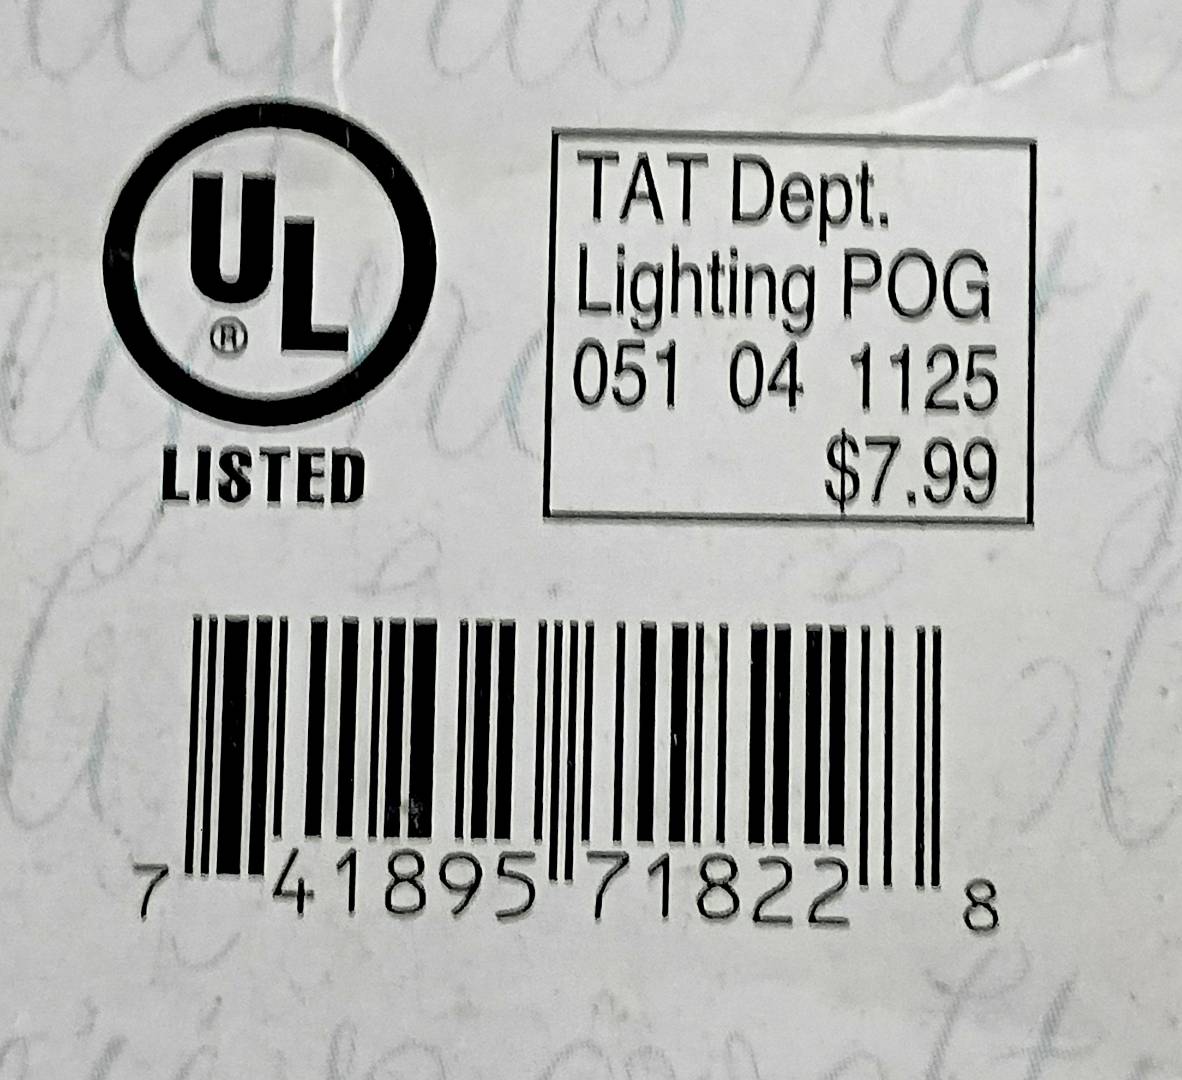 UL
®
LISTED
TAT Dept.
Lighting POG
051 04 1125
$7.99
7 41895 71822 8